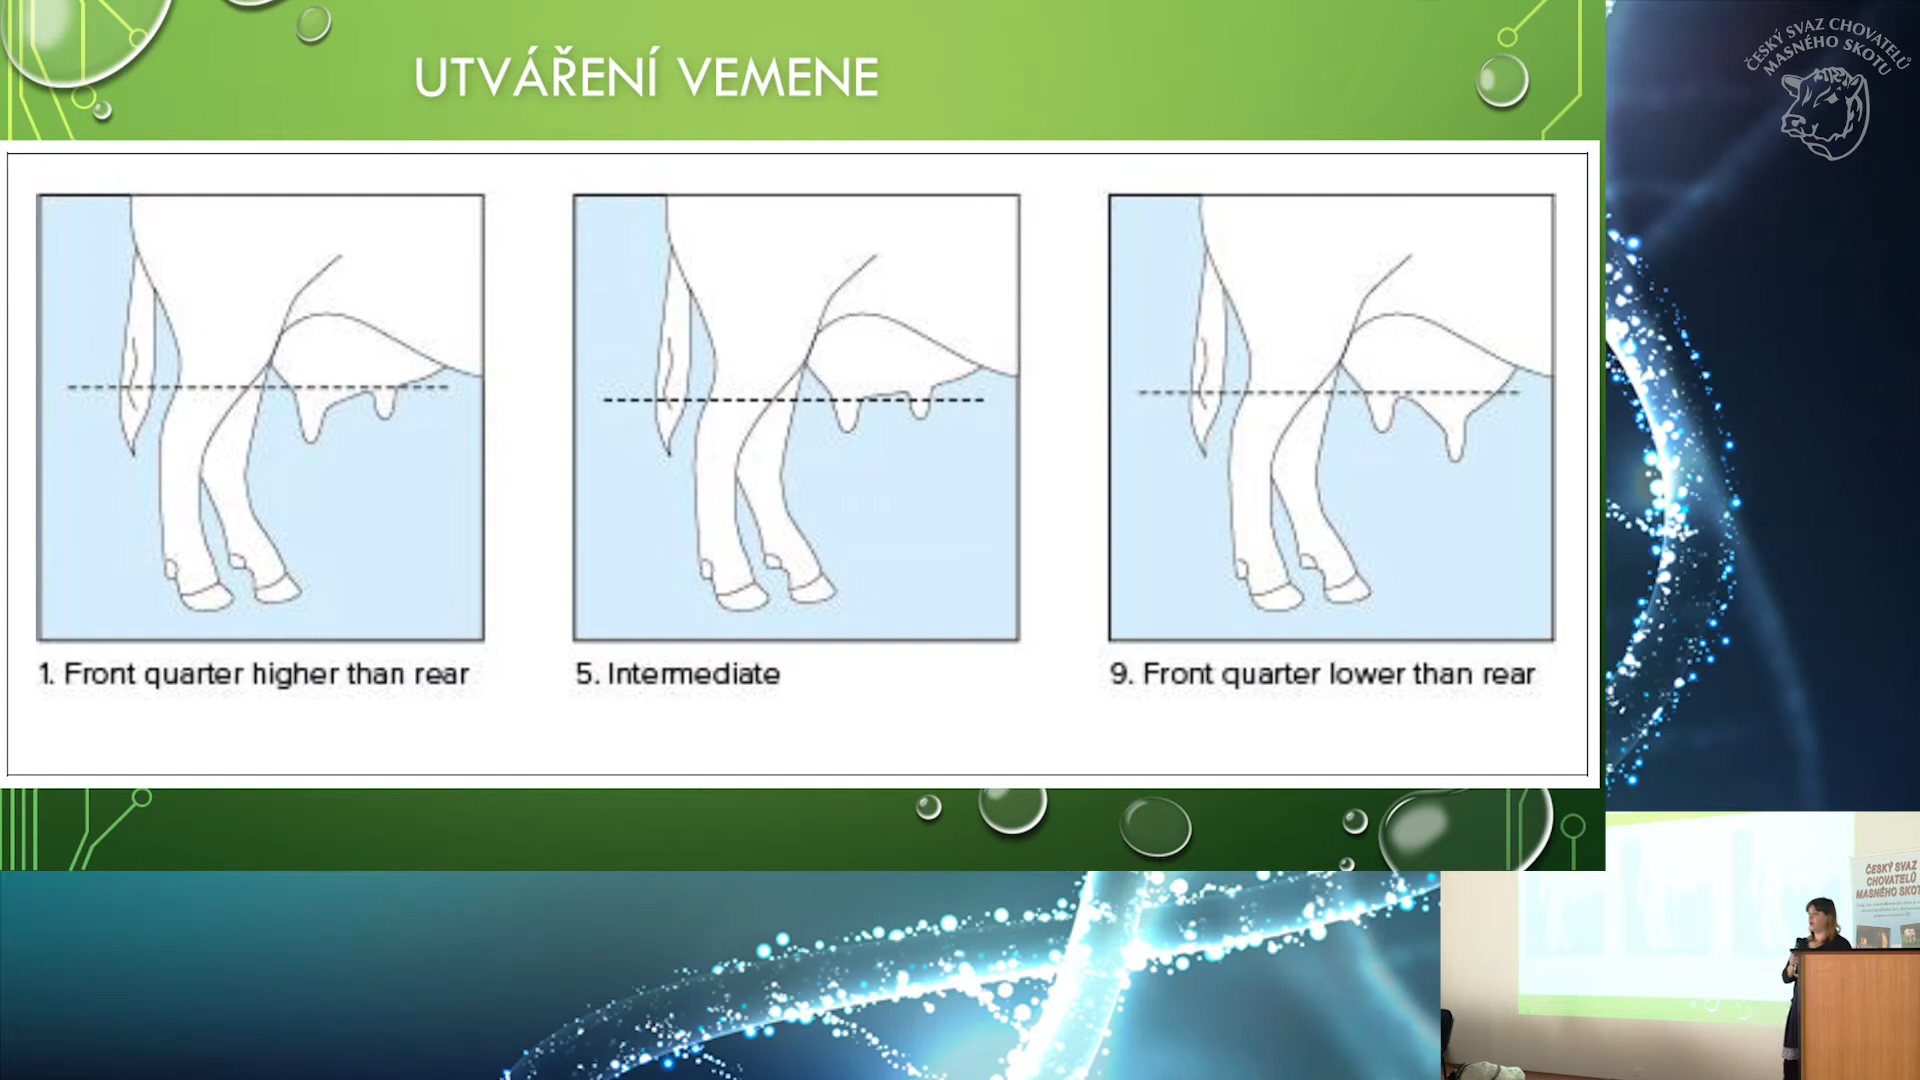 UTVÁŘENÍ VEMENE
ČESKÝ SVAZ CHOVATELŮ
MASNÉHO SKOTU
1. Front quarter higher than rear
5. Intermediate
9. Front quarter lower than rear
ČESKÝ SVAZ
CHOVATELŮ
MASNÉHO SKOT